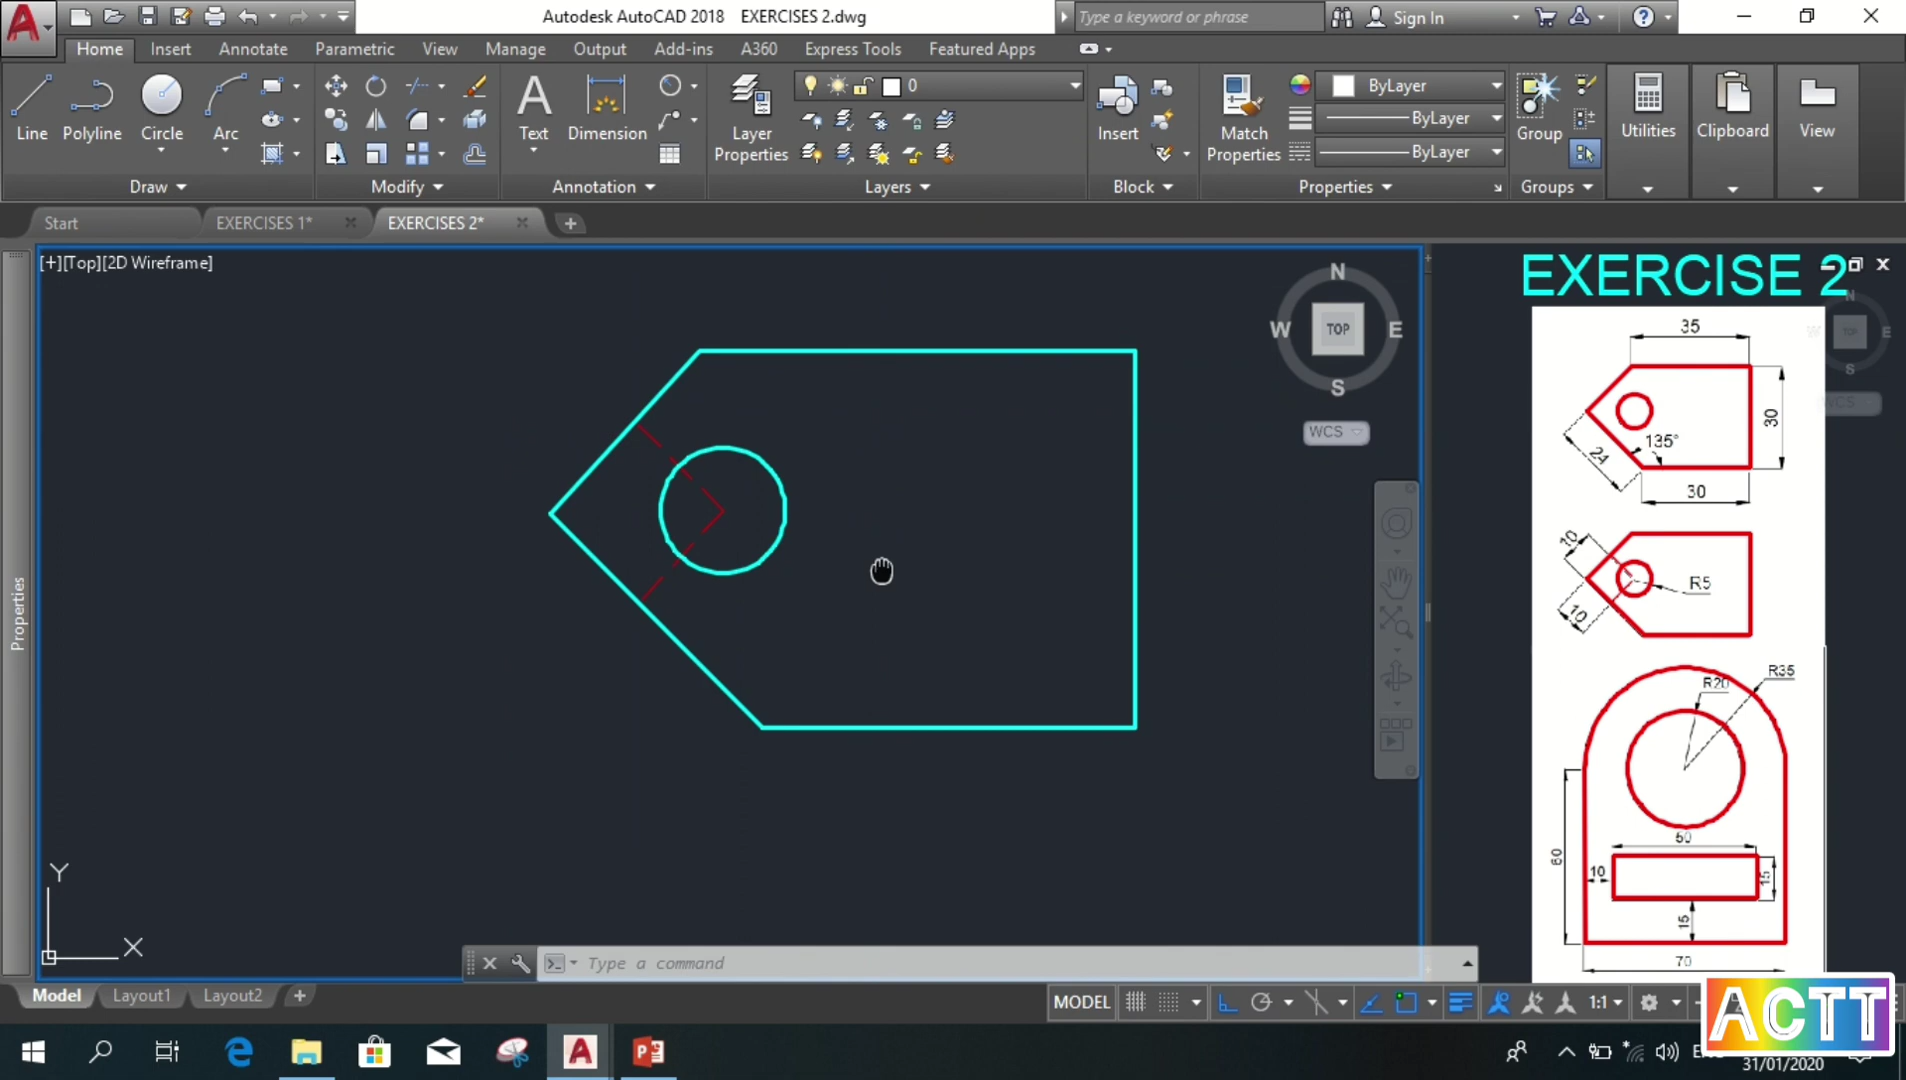 Autodesk AutoCAD 2018 EXERCISES 2.dwg
Type a keyword or phrase
Sign In
Home Insert Annotate Parametric View Manage Output Add-ins A360 Express Tools Featured Apps
Line Polyline Circle Arc
Text Dimension
Layer Properties
0
Insert
Match Properties
ByLayer
ByLayer
ByLayer
Group
Utilities Clipboard View
Draw Modify Annotation Layers Block Properties Groups
Start EXERCISES 1* EXERCISES 2*
[+][Top][2D Wireframe]
N
W TOP E
S
WCS
Properties
Y
X
EXERCISE 2
N
W TOP E
S
WCS
35
30
135°
24
30
10
R5
10
R35
R20
60
50
10
15
15
70
Type a command
Model Layout1 Layout2
MODEL
1:1
ACTT
31/01/2020